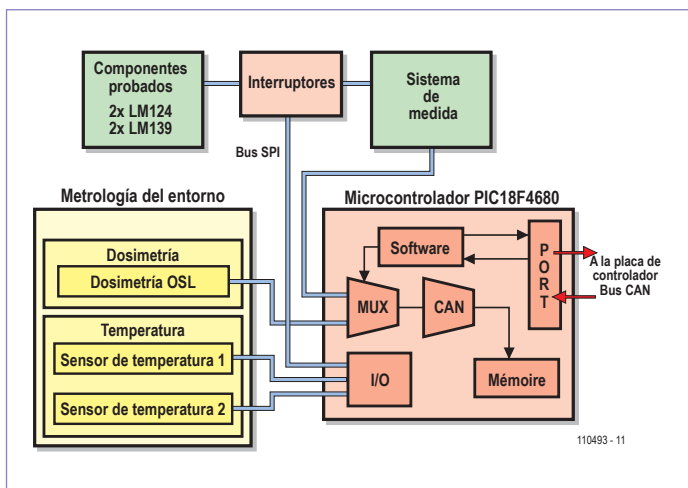 Componentes
probados
2x LM124
2x LM139
Interruptores
Sistema
de
medida
Bus SPI
Metrología del entorno
Dosimetría
Dosimetría OSL
Temperatura
Sensor de temperatura 1
Sensor de temperatura 2
Microcontrolador PIC18F4680
Software
MUX
CAN
I/O
Mémoire
PORT
A la placa de
controlador
Bus CAN
110493 - 11